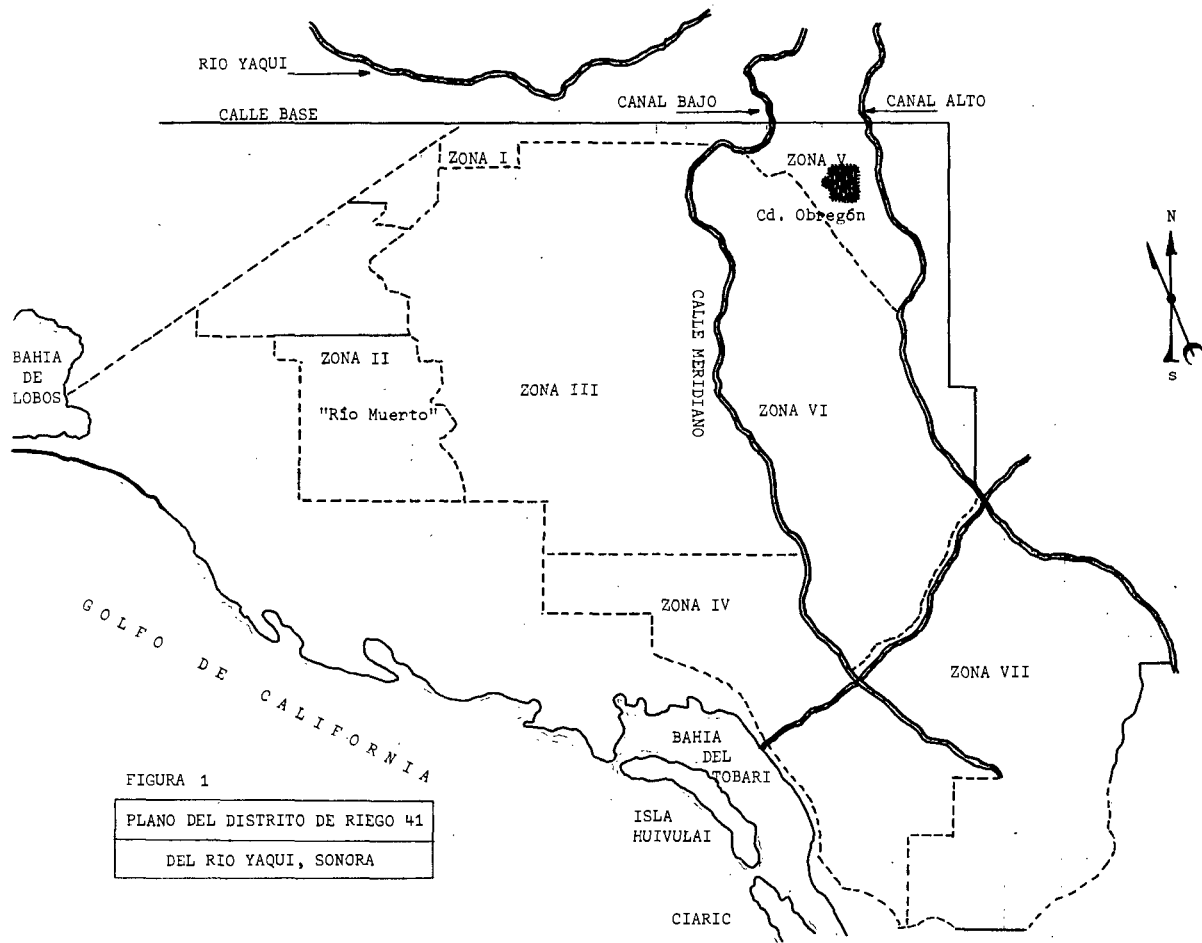 RIO YAQUI
CANAL BAJO
CANAL ALTO
CALLE BASE
ZONA I
ZONA V
Cd. Obregón
N
S
BAHIA
DE
LOBOS
ZONA II
"Río Muerto"
ZONA III
CALLE MERIDIANO
ZONA VI
ZONA IV
ZONA VII
GOLFO DE CALIFORNIA
BAHIA
DEL
TOBARI
ISLA
HUIVULAI
CIARIC
FIGURA 1
PLANO DEL DISTRITO DE RIEGO 41
DEL RIO YAQUI, SONORA